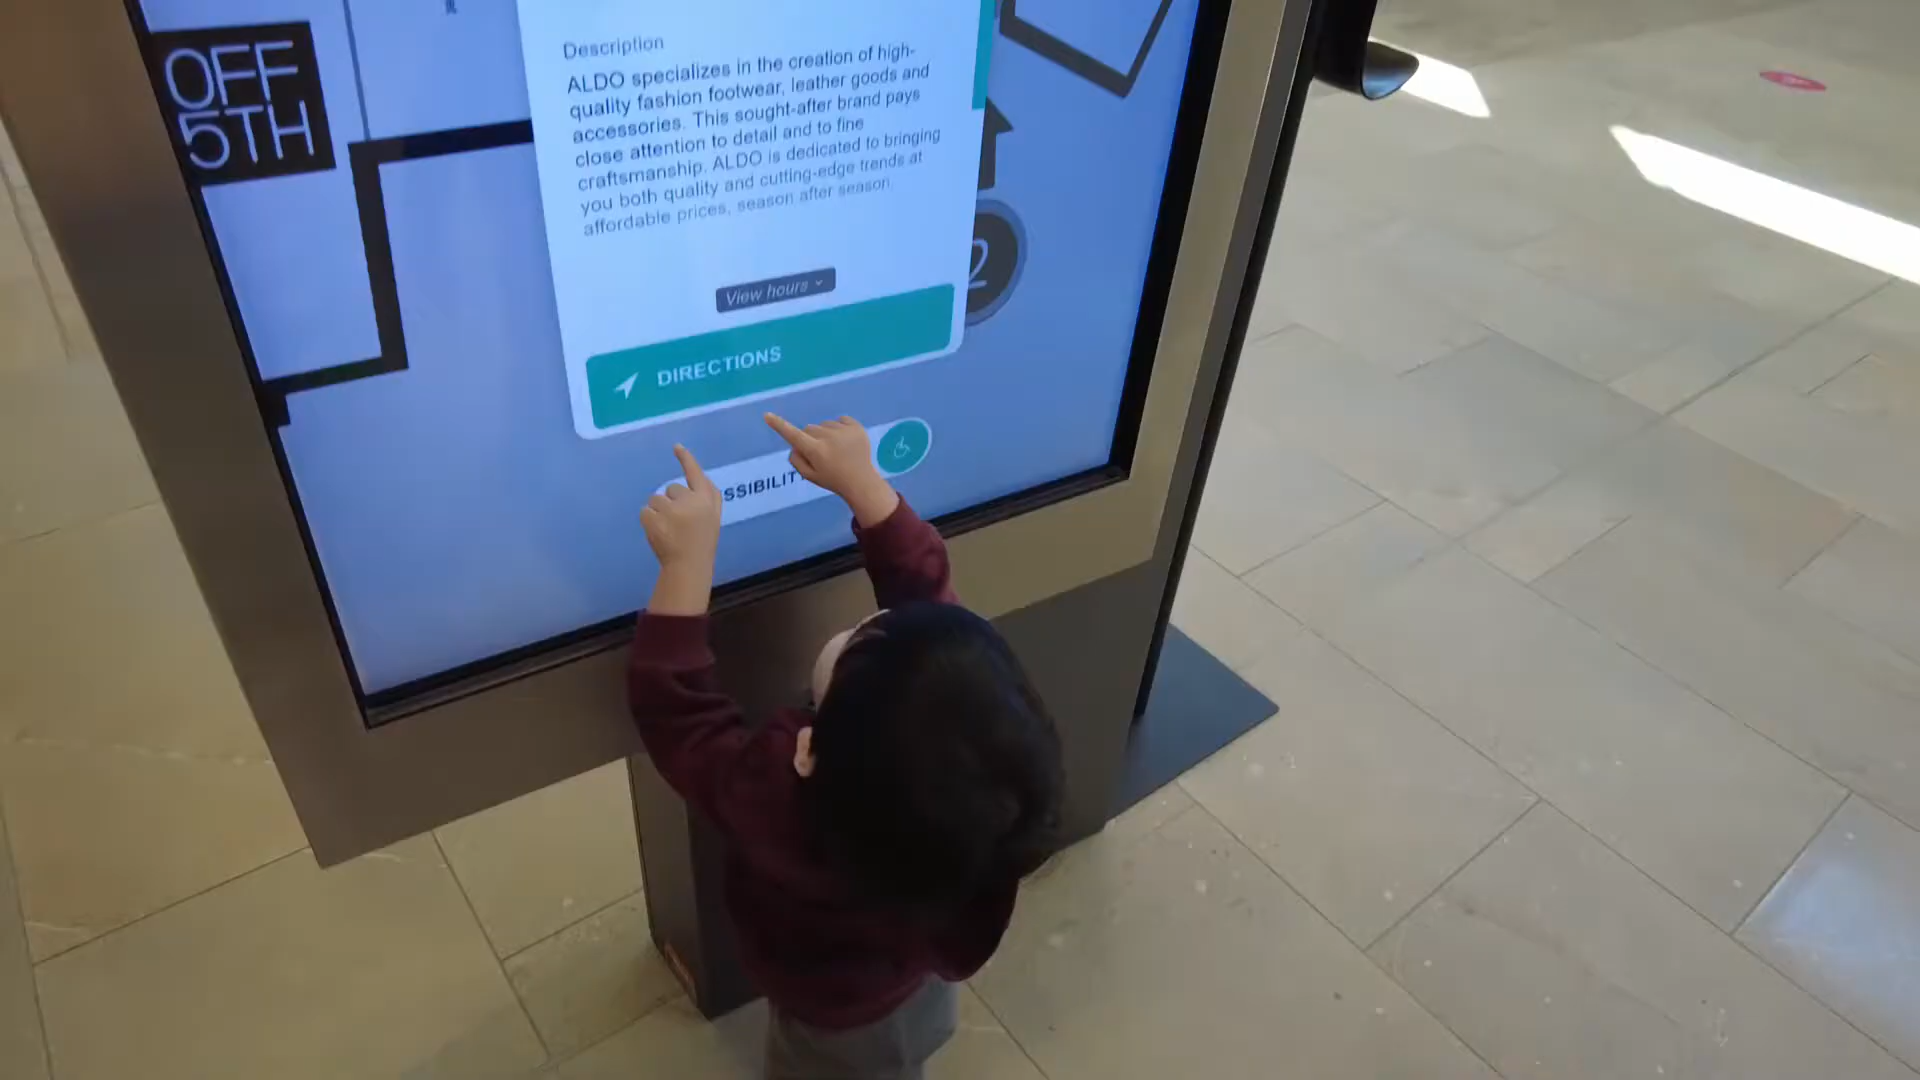 OFF
5TH
Description
ALDO specializes in the creation of high-
quality fashion footwear, leather goods and
accessories. This sought-after brand pays
close attention to detail and to fine
craftsmanship. ALDO is dedicated to bringing
you both quality and cutting-edge trends at
affordable prices, season after season.
2
View hours
DIRECTIONS
SSIBILIT